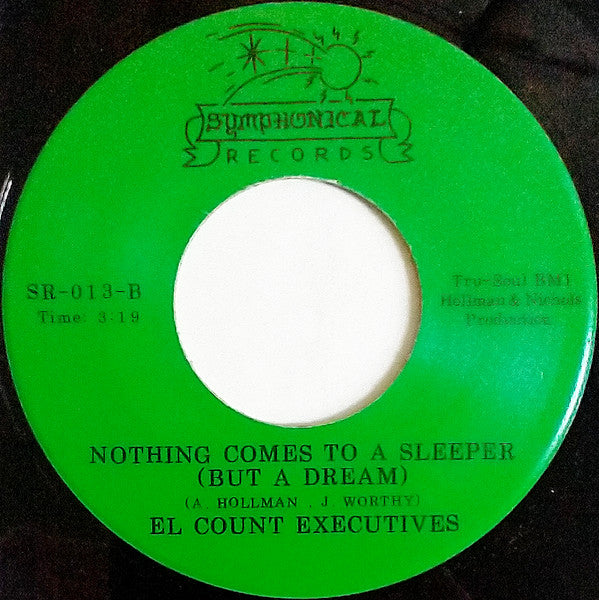 SYMPHONICAL
RECORDS
SR-013-B
Time: 3:19
Tru-Soul BMI
Hollman & Nichols
Production
NOTHING COMES TO A SLEEPER
(BUT A DREAM)
(A. HOLLMAN , J. WORTHY)
EL COUNT EXECUTIVES